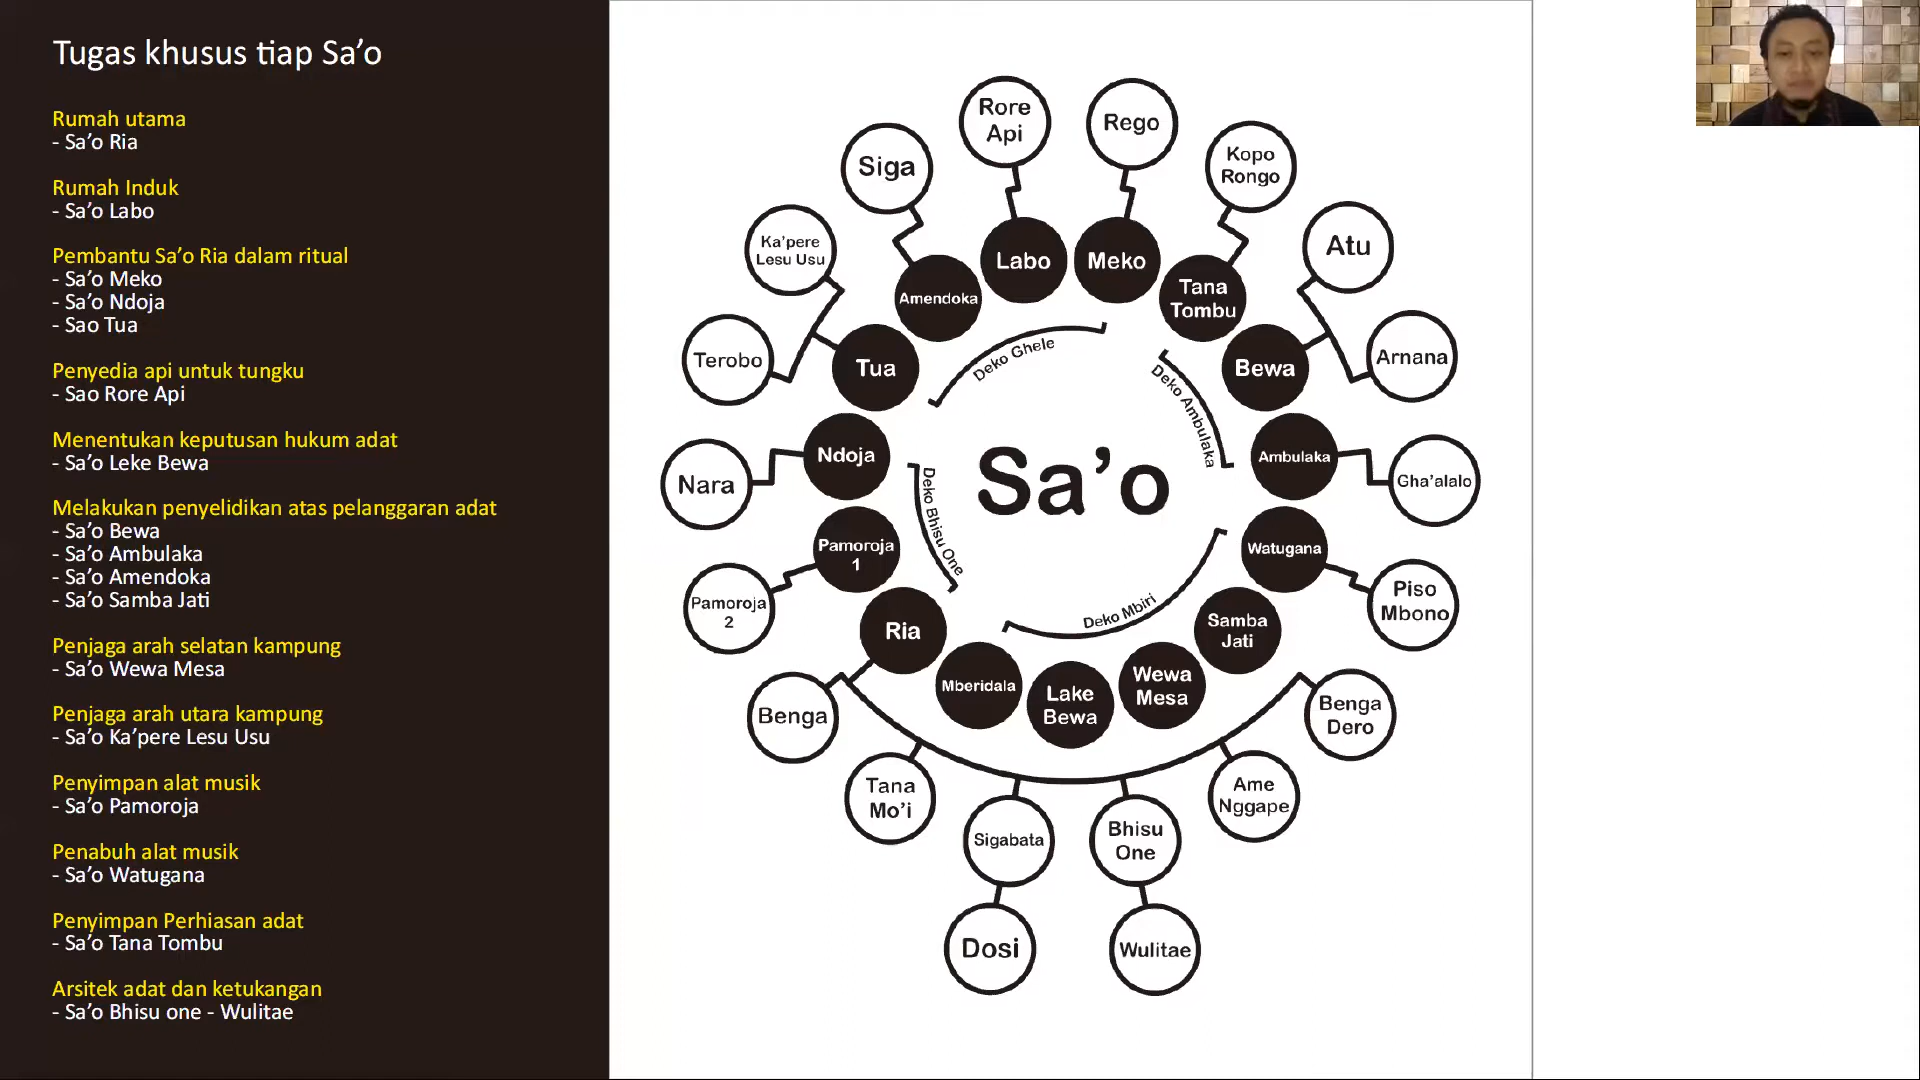 Tugas khusus tiap Sa’o
Rumah utama
- Sa’o Ria
Rumah Induk
- Sa’o Labo
Pembantu Sa’o Ria dalam ritual
- Sa’o Meko
- Sa’o Ndoja
- Sao Tua
Penyedia api untuk tungku
- Sao Rore Api
Menentukan keputusan hukum adat
- Sa’o Leke Bewa
Melakukan penyelidikan atas pelanggaran adat
- Sa’o Bewa
- Sa’o Ambulaka
- Sa’o Amendoka
- Sa’o Samba Jati
Penjaga arah selatan kampung
- Sa’o Wewa Mesa
Penjaga arah utara kampung
- Sa’o Ka’pere Lesu Usu
Penyimpan alat musik
- Sa’o Pamoroja
Penabuh alat musik
- Sa’o Watugana
Penyimpan Perhiasan adat
- Sa’o Tana Tombu
Arsitek adat dan ketukangan
- Sa’o Bhisu one - Wulitae
Rore
Api
Rego
Siga
Kopo
Rongo
Ka’pere
Lesu Usu
Atu
Terobo
Arnana
Nara
Gha’alalo
Pamoroja
2
Piso
Mbono
Benga
Benga
Dero
Tana
Mo’i
Ame
Nggape
Sigabata
Bhisu
One
Dosi
Wulitae
Labo
Meko
Amendoka
Tana
Tombu
Tua
Bewa
Ndoja
Ambulaka
Pamoroja
1
Watugana
Ria
Samba
Jati
Mberidala
Lake
Bewa
Wewa
Mesa
Deko Ghele
Deko Ambulaka
Deko Bhisu One
Deko Mbiri
Sa’o